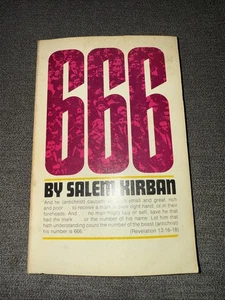 666
BY SALEM KIRBAN
"And he (antichrist) causeth all, both small and great, rich
and poor . . . to receive a mark in their right hand, or in their
foreheads. And . . . no man might buy or sell, save he that
had the mark . . . or the number of his name. Let him that
hath understanding count the number of the beast (antichrist)
his number is 666."
(Revelation 13:16-18)